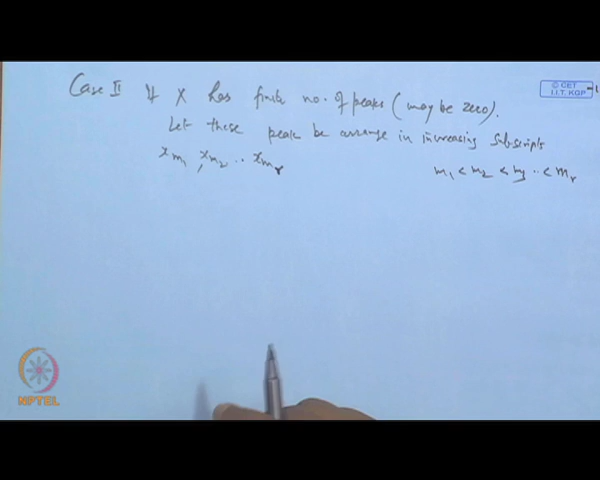 Case II If X has finite no. of peaks (may be zero).
Let these peak be arrange in increasing subscripts
x_{m_1}, x_{m_2} .. x_{m_r} m_1 < m_2 < m_3 .. < m_r
© CET
I.I.T. KGP
NPTEL